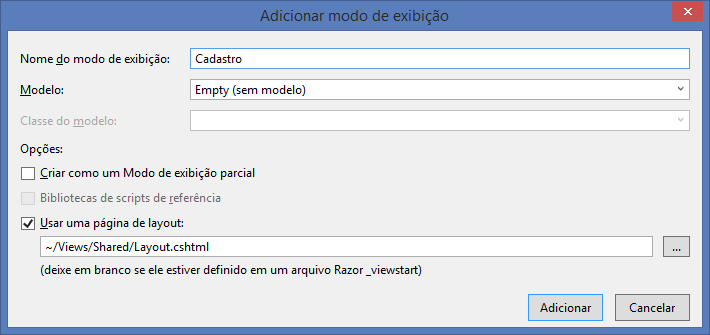 Adicionar modo de exibição
Nome do modo de exibição: Cadastro
Modelo: Empty (sem modelo)
Classe do modelo:
Opções:
Criar como um Modo de exibição parcial
Bibliotecas de scripts de referência
Usar uma página de layout:
~/Views/Shared/Layout.cshtml ...
(deixe em branco se ele estiver definido em um arquivo Razor _viewstart)
Adicionar Cancelar